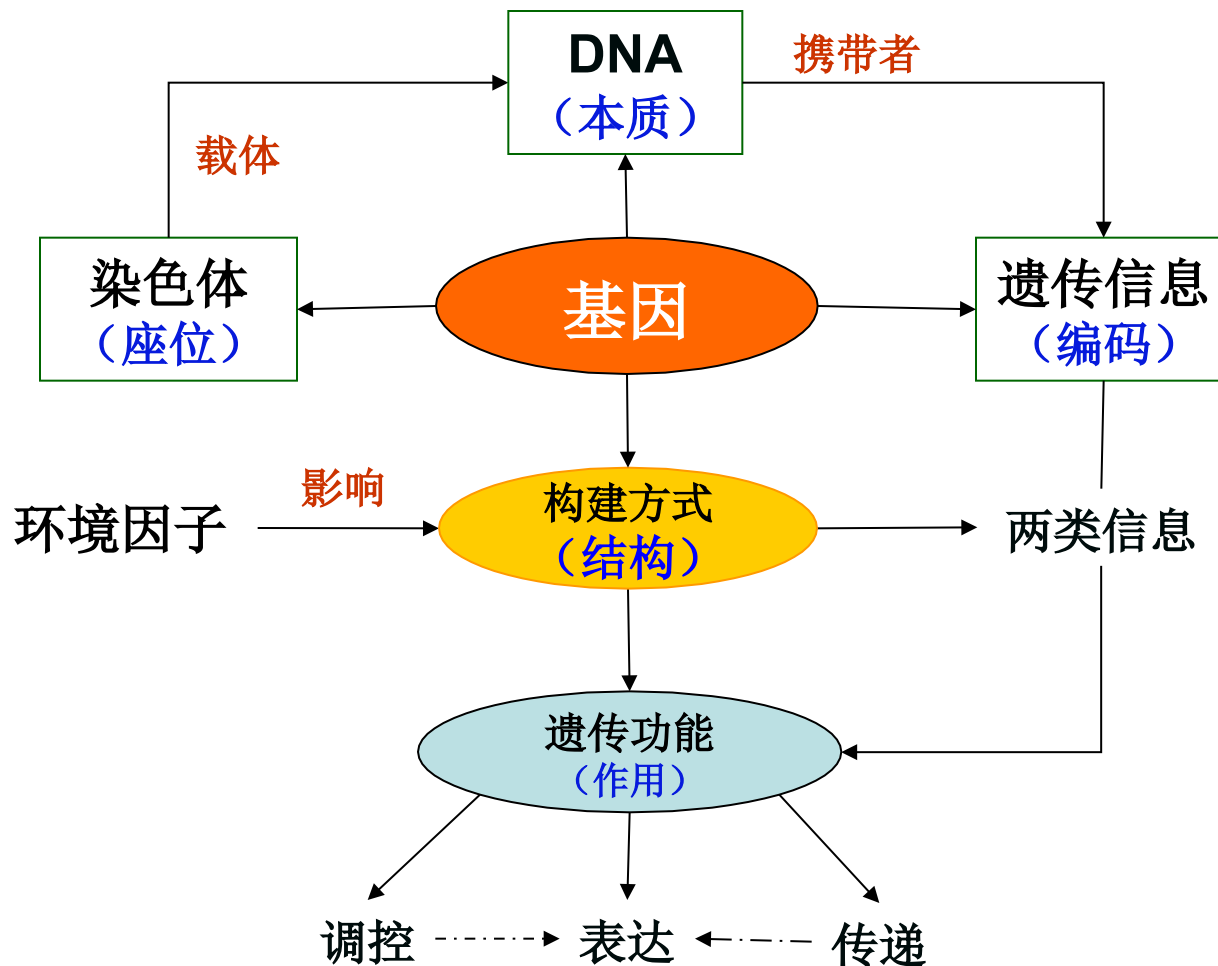 DNA
（本质）
携带者
载体
染色体
（座位）
基因
遗传信息
（编码）
影响
环境因子
构建方式
（结构）
两类信息
遗传功能
（作用）
调控
表达
传递